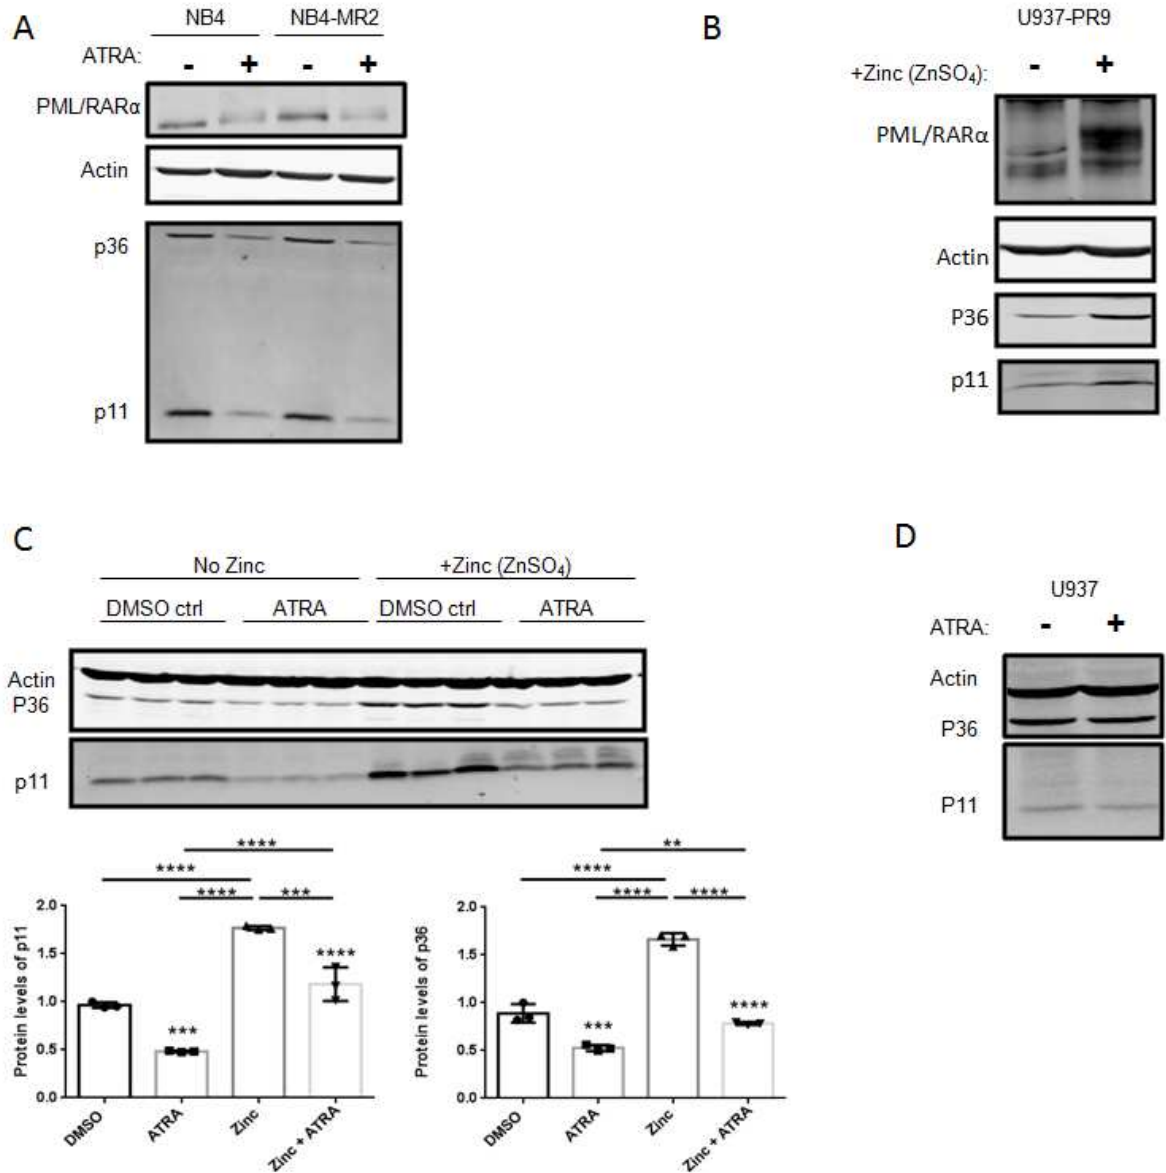 A
NB4 NB4-MR2
ATRA: - + - +
PML/RARα
Actin
p36
p11
B
U937-PR9
+Zinc (ZnSO₄): - +
PML/RARα
Actin
P36
p11
C
No Zinc +Zinc (ZnSO₄)
DMSO ctrl ATRA DMSO ctrl ATRA
Actin
P36
p11
**** 
****
**** ***
Protein levels of p11
2.0
1.5
1.0
0.5
0.0
***
****
DMSO ATRA Zinc Zinc + ATRA
**
****
**** ****
Protein levels of p36
2.0
1.5
1.0
0.5
0.0
***
****
DMSO ATRA Zinc Zinc + ATRA
D
U937
ATRA: - +
Actin
P36
P11